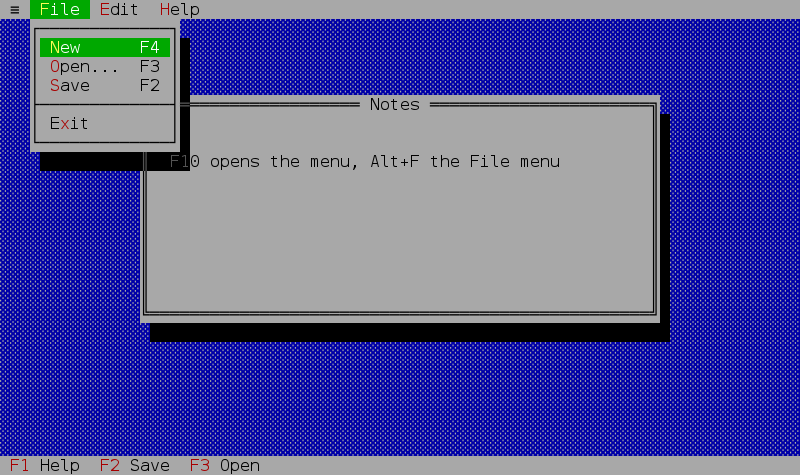 ≡ File Edit Help
New F4
Open... F3
Save F2
Exit
Notes
F10 opens the menu, Alt+F the File menu
F1 Help F2 Save F3 Open